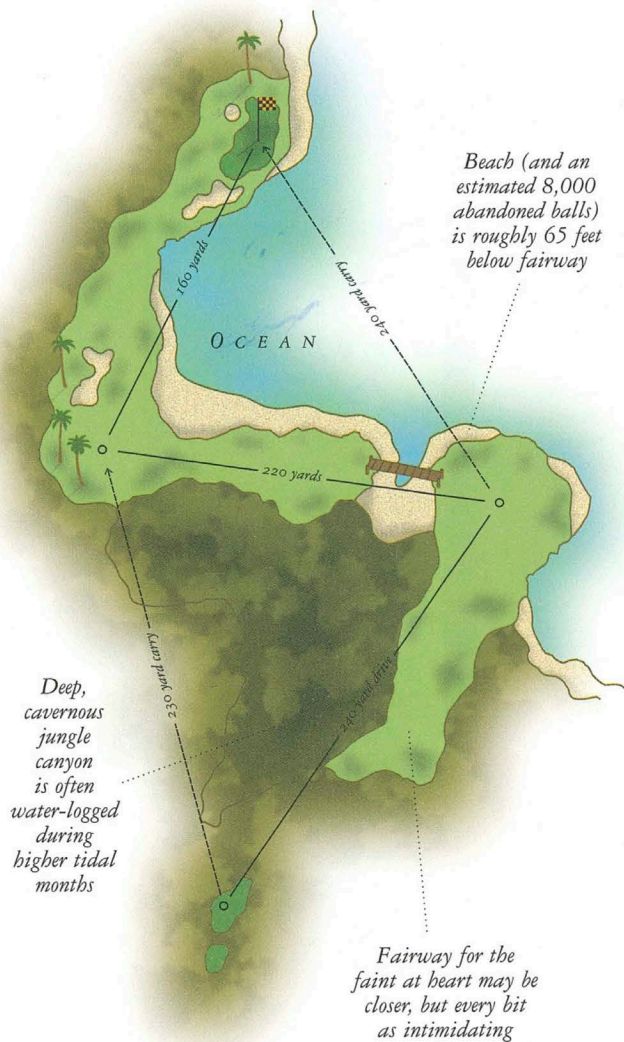 Beach (and an
estimated 8,000
abandoned balls)
is roughly 65 feet
below fairway
160 yards
240 yard carry
OCEAN
220 yards
230 yard carry
240 yard drive
Deep,
cavernous
jungle
canyon
is often
water-logged
during
higher tidal
months
Fairway for the
faint at heart may be
closer, but every bit
as intimidating